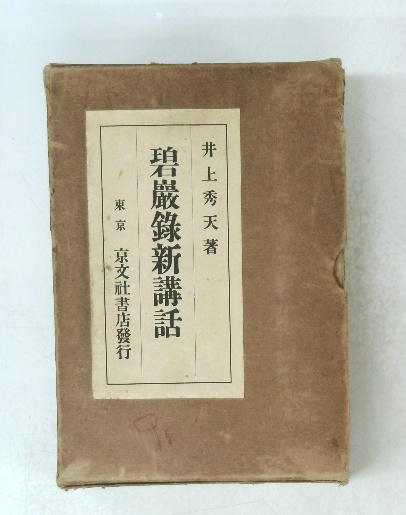 井上秀天著
碧巖錄新講話
東京 京文社書店發行